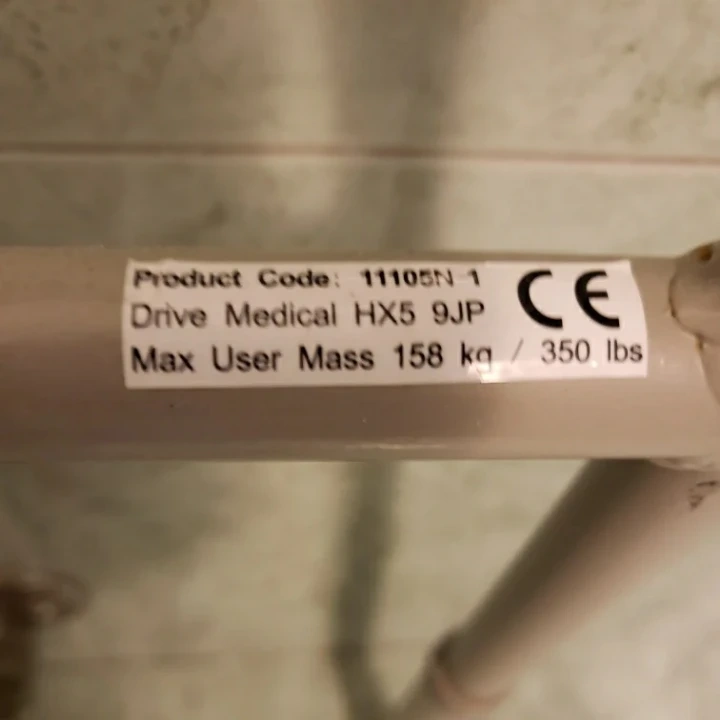 Product Code: 11105N-1
Drive Medical HX5 9JP
Max User Mass 158 kg / 350 lbs
CE